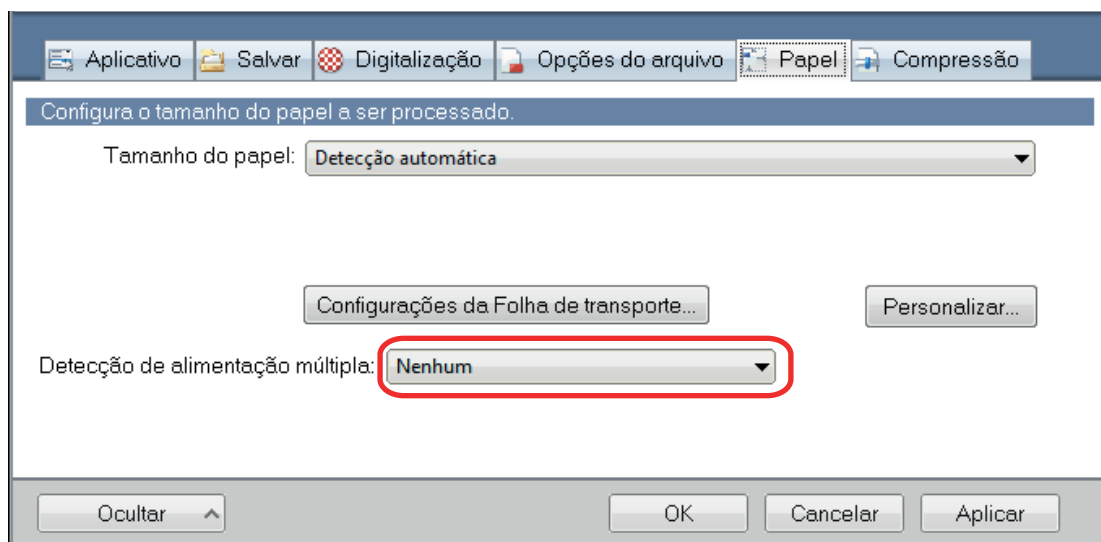 Aplicativo Salvar Digitalização Opções do arquivo Papel Compressão
Configura o tamanho do papel a ser processado.
Tamanho do papel: Detecção automática
Configurações da Folha de transporte... Personalizar...
Detecção de alimentação múltipla: Nenhum
Ocultar OK Cancelar Aplicar